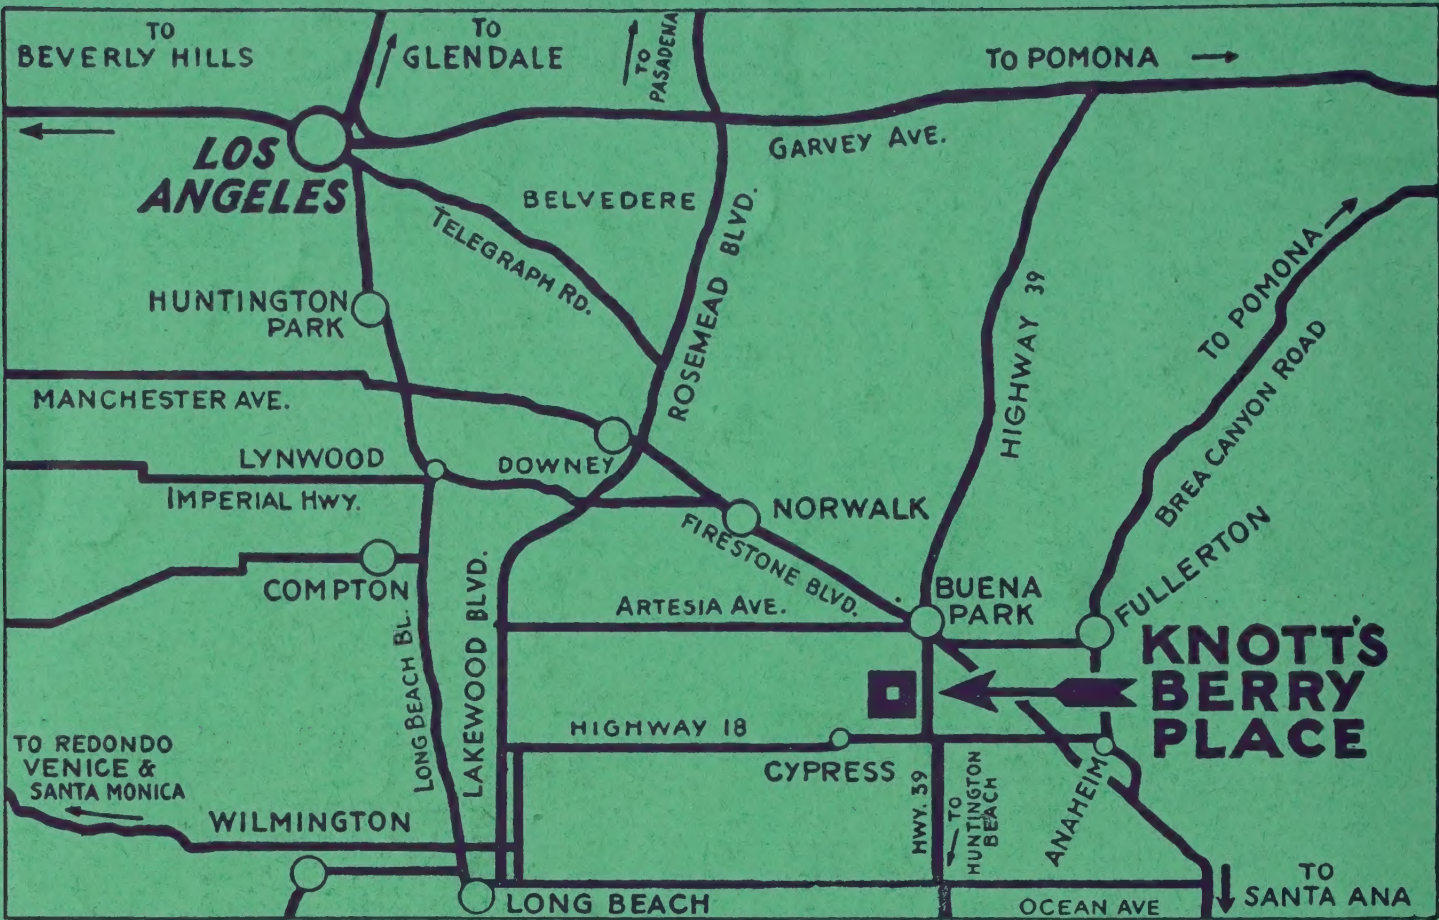 TO
BEVERLY HILLS
TO
GLENDALE
TO
PASADENA
TO POMONA
LOS
ANGELES
GARVEY AVE.
BELVEDERE
TELEGRAPH RD.
ROSEMEAD BLVD.
HIGHWAY 39
TO POMONA
BREA CANYON ROAD
HUNTINGTON
PARK
MANCHESTER AVE.
LYNWOOD
DOWNEY
IMPERIAL HWY.
NORWALK
FIRESTONE BLVD.
COMPTON
ARTESIA AVE.
BUENA
PARK
FULLERTON
LONG BEACH BL.
LAKEWOOD BLVD.
KNOTT'S
BERRY
PLACE
HIGHWAY 18
CYPRESS
TO REDONDO
VENICE &
SANTA MONICA
WILMINGTON
HWY. 39
TO
HUNTINGTON
BEACH
ANAHEIM
TO
SANTA ANA
LONG BEACH
OCEAN AVE